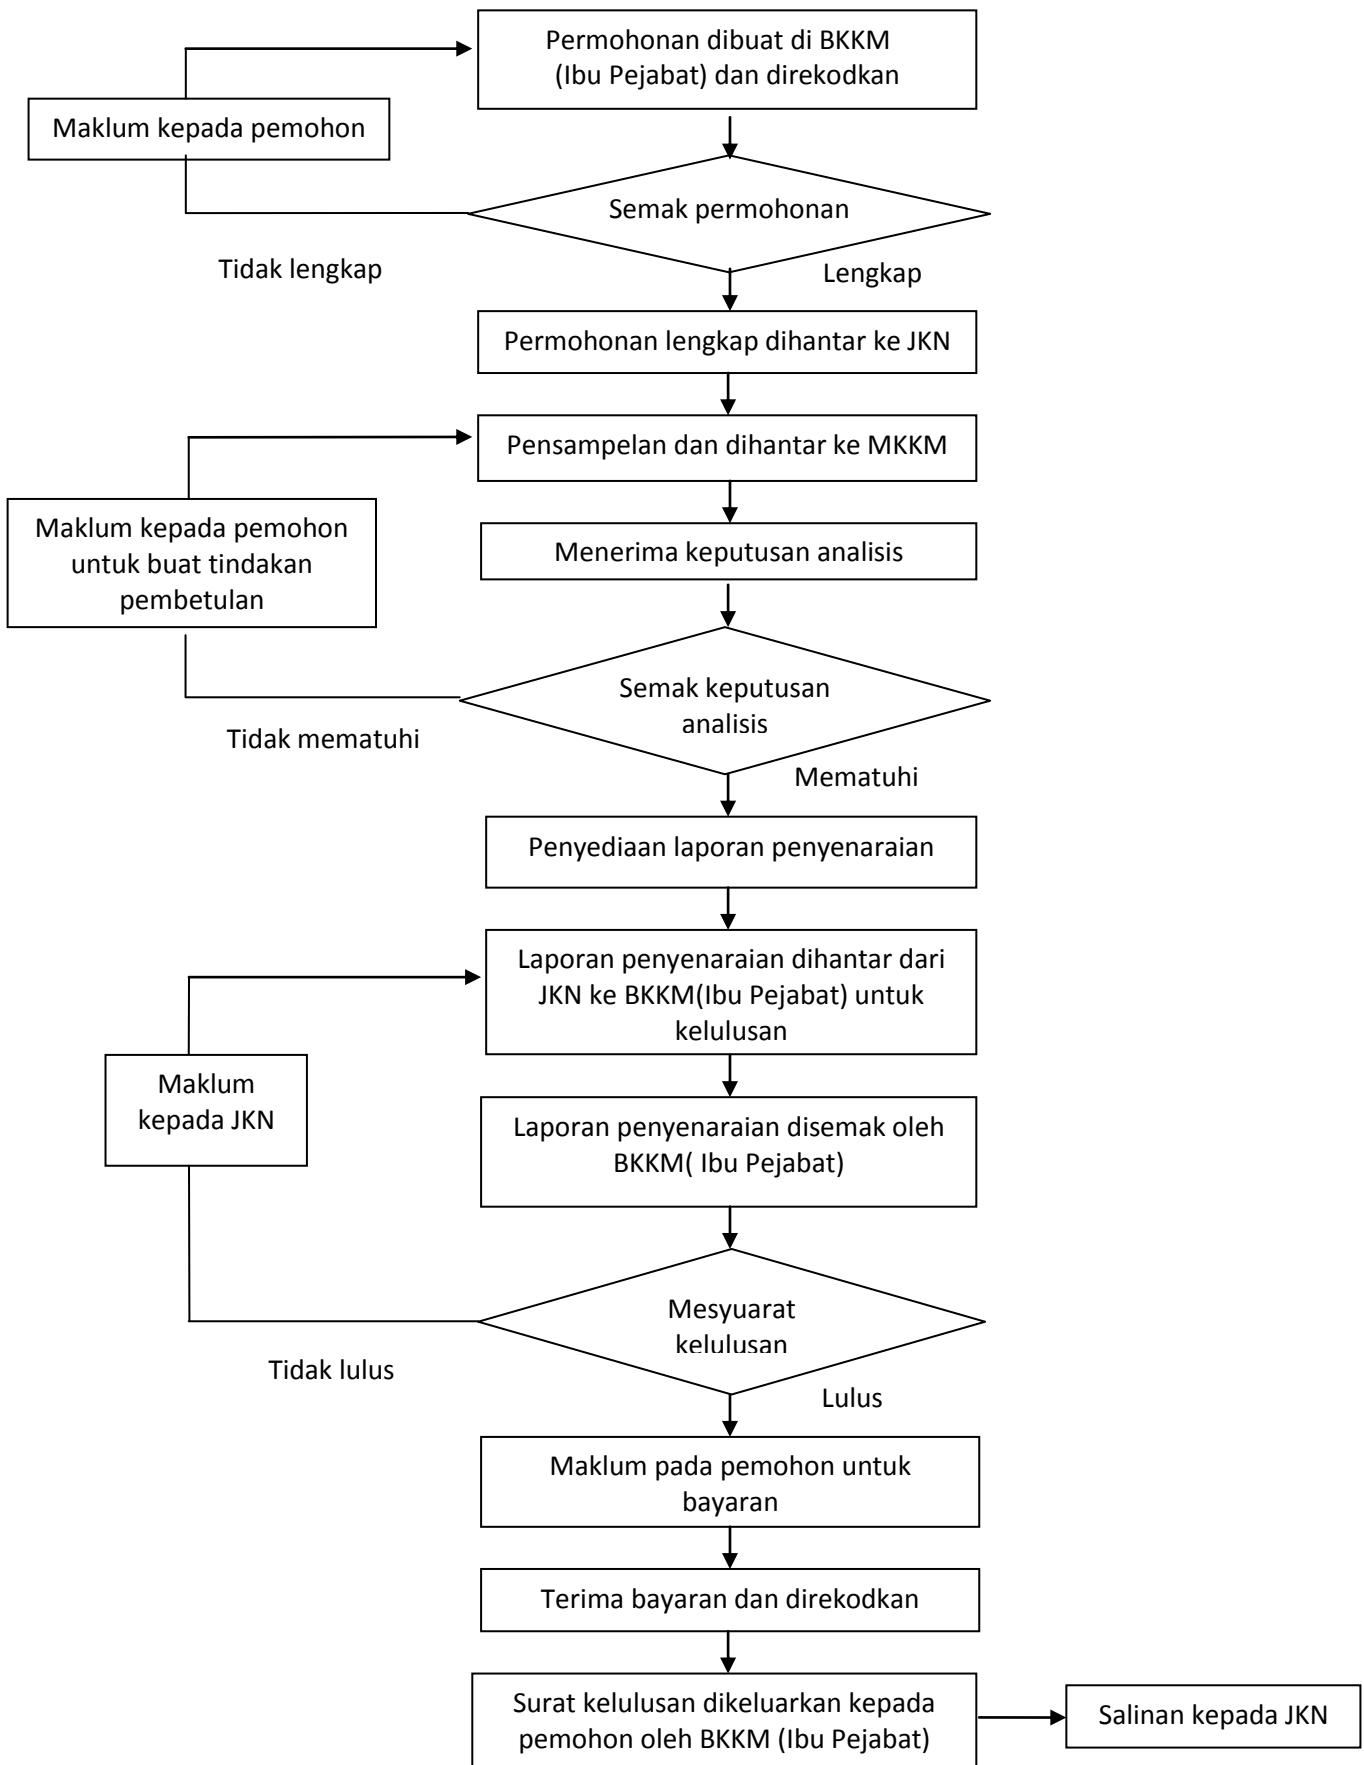 Permohonan dibuat di BKKM
(Ibu Pejabat) dan direkodkan
Maklum kepada pemohon
Semak permohonan
Tidak lengkap
Lengkap
Permohonan lengkap dihantar ke JKN
Pensampelan dan dihantar ke MKKM
Maklum kepada pemohon
untuk buat tindakan
pembetulan
Menerima keputusan analisis
Semak keputusan
analisis
Tidak mematuhi
Mematuhi
Penyediaan laporan penyenaraian
Laporan penyenaraian dihantar dari
JKN ke BKKM(Ibu Pejabat) untuk
kelulusan
Maklum
kepada JKN
Laporan penyenaraian disemak oleh
BKKM( Ibu Pejabat)
Mesyuarat
kelulusan
Tidak lulus
Lulus
Maklum pada pemohon untuk
bayaran
Terima bayaran dan direkodkan
Surat kelulusan dikeluarkan kepada
pemohon oleh BKKM (Ibu Pejabat)
Salinan kepada JKN